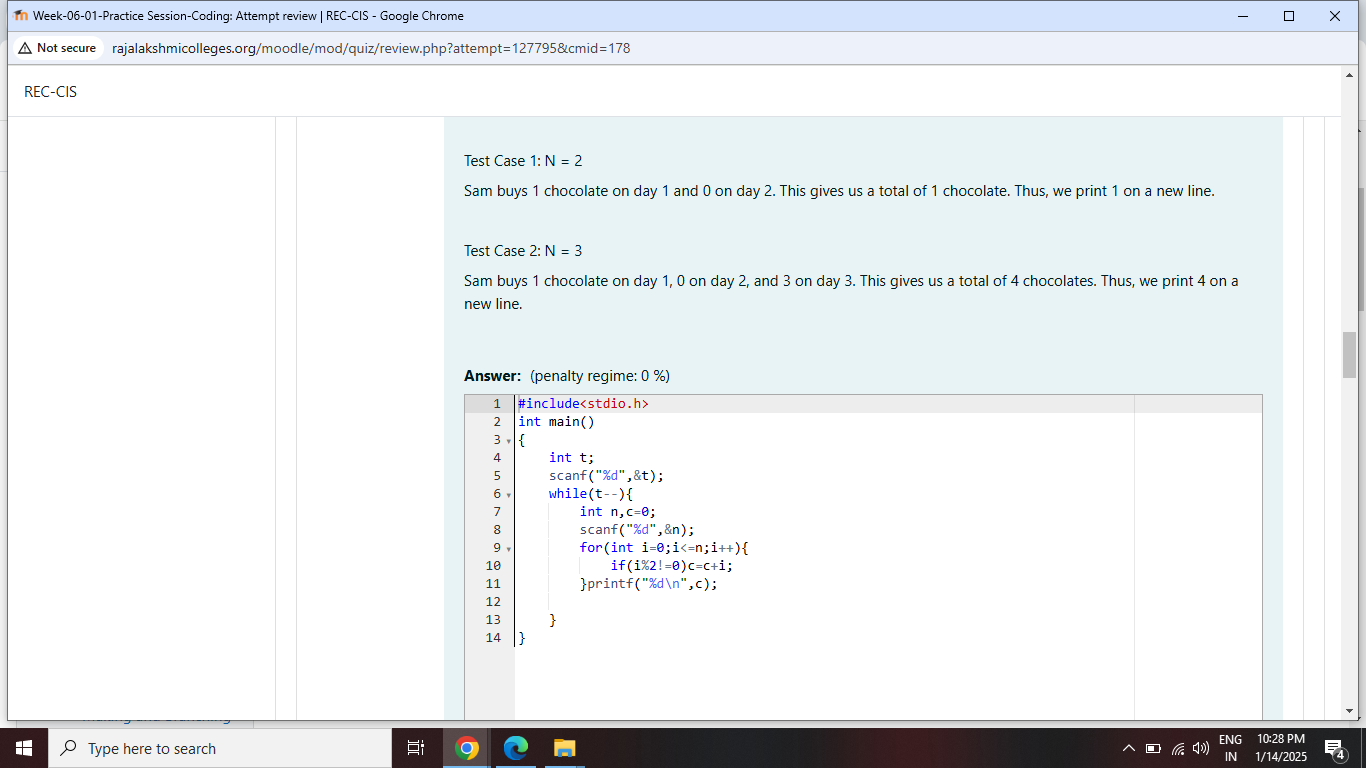 Week-06-01-Practice Session-Coding: Attempt review | REC-CIS - Google Chrome
Not secure rajalakshmicolleges.org/moodle/mod/quiz/review.php?attempt=127795&cmid=178
REC-CIS
Test Case 1: N = 2
Sam buys 1 chocolate on day 1 and 0 on day 2. This gives us a total of 1 chocolate. Thus, we print 1 on a new line.
Test Case 2: N = 3
Sam buys 1 chocolate on day 1, 0 on day 2, and 3 on day 3. This gives us a total of 4 chocolates. Thus, we print 4 on a
new line.
Answer: (penalty regime: 0 %)
1 #include<stdio.h>
2 int main()
3 {
4 int t;
5 scanf("%d",&t);
6 while(t--){
7 int n,c=0;
8 scanf("%d",&n);
9 for(int i=0;i<=n;i++){
10 if(i%2!=0)c=c+i;
11 }printf("%d\n",c);
12
13 }
14 }
Type here to search
ENG
IN
10:28 PM
1/14/2025
4